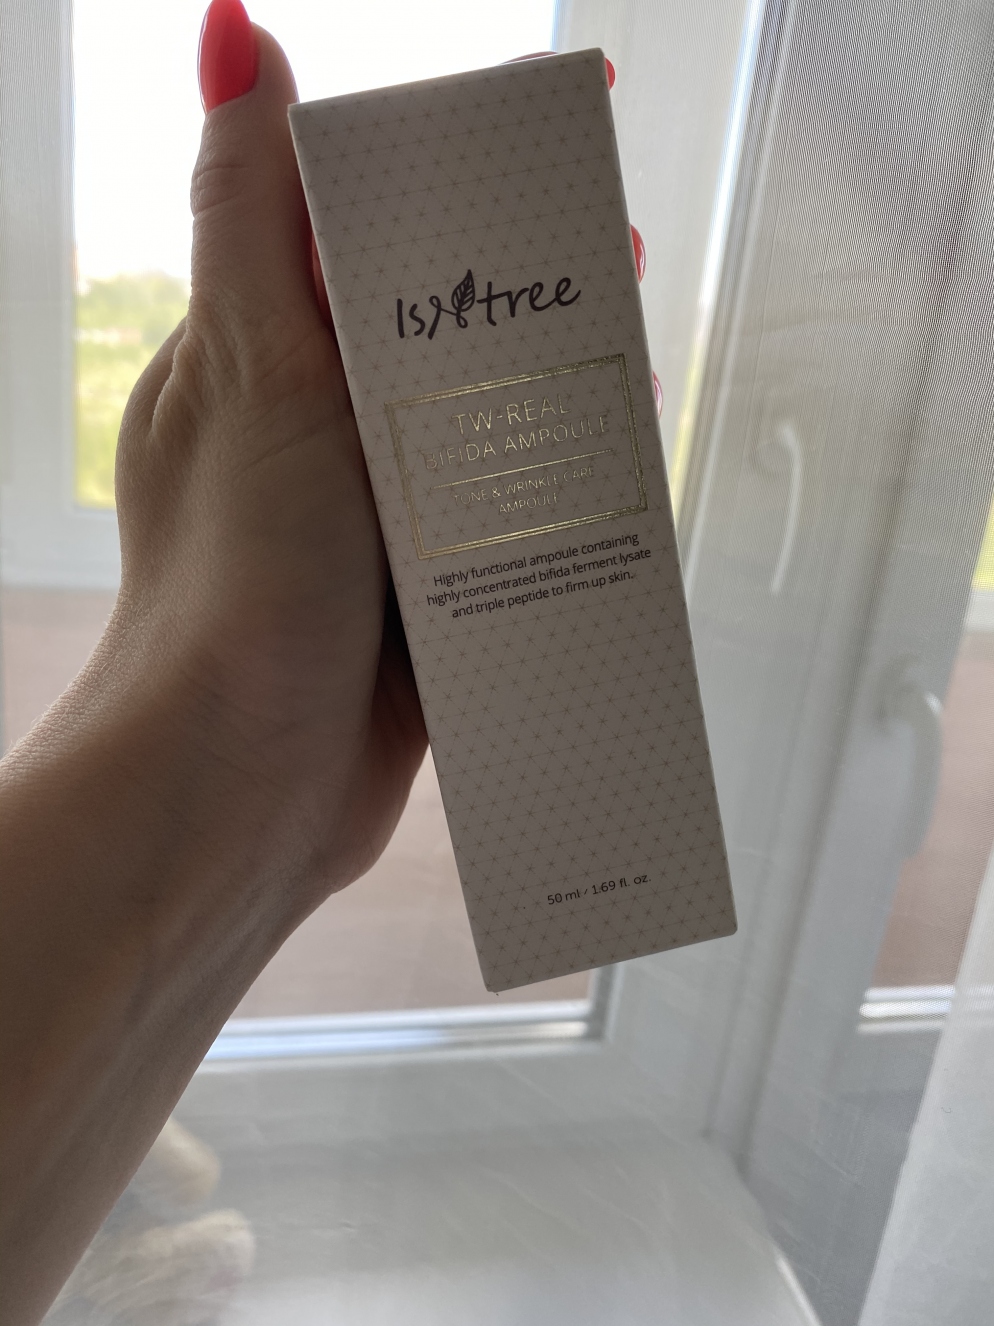 Isntree
TW-REAL
BIFIDA AMPOULE
TONE & WRINKLE CARE
AMPOULE
Highly functional ampoule containing
highly concentrated bifida ferment lysate
and triple peptide to firm up skin.
50 ml / 1.69 fl. oz.